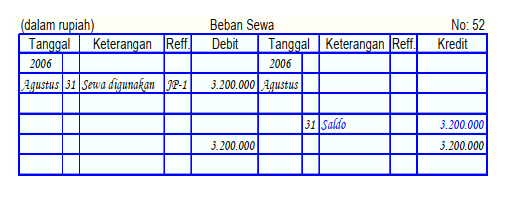 (dalam rupiah) Beban Sewa No: 52
Tanggal Keterangan Reff. Debit Tanggal Keterangan Reff. Kredit
2006 2006
Agustus 31 Sewa digunakan JP-1 3.200.000 Agustus
31 Saldo 3.200.000
3.200.000 3.200.000